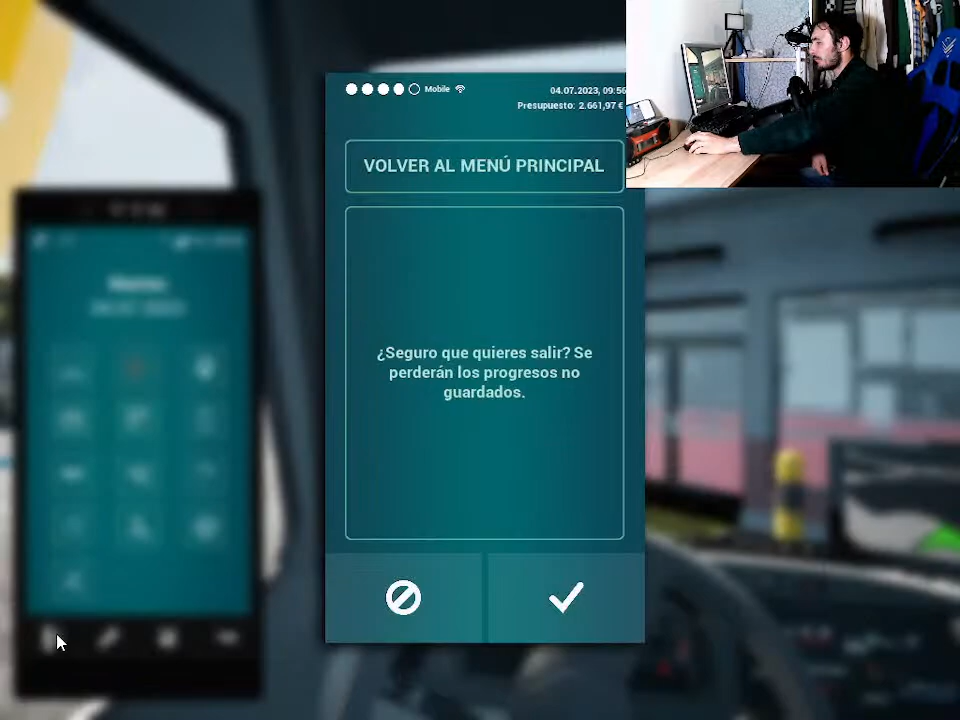 Mobile
04.07.2023, 09:56
Presupuesto: 2.661,97 €
VOLVER AL MENÚ PRINCIPAL
¿Seguro que quieres salir? Se
perderán los progresos no
guardados.